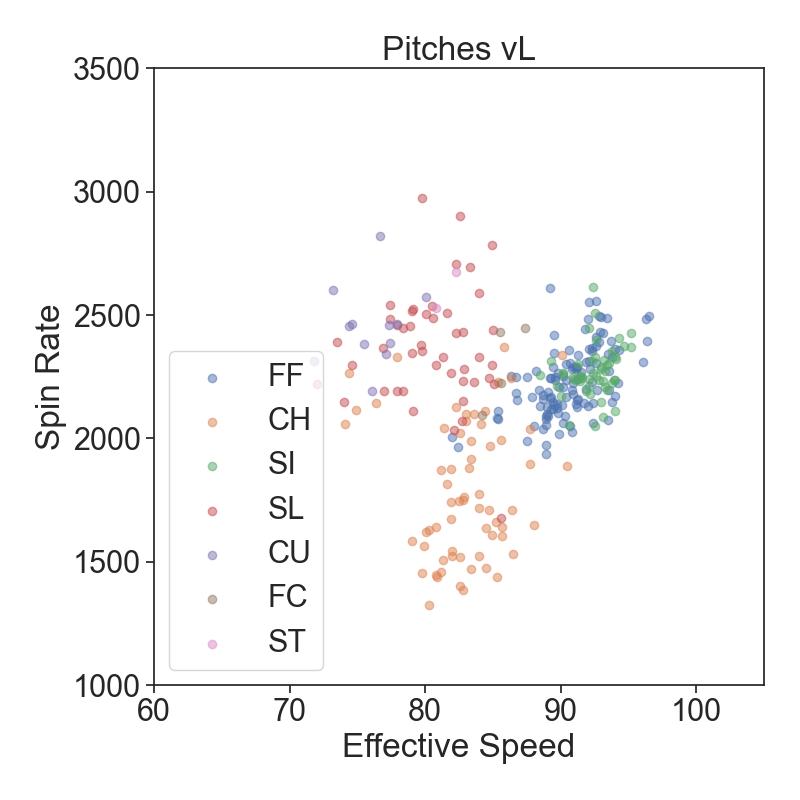 Pitches vL
3500
3000
2500
2000
1500
1000
Spin Rate
FF
CH
SI
SL
CU
FC
ST
60 70 80 90 100
Effective Speed